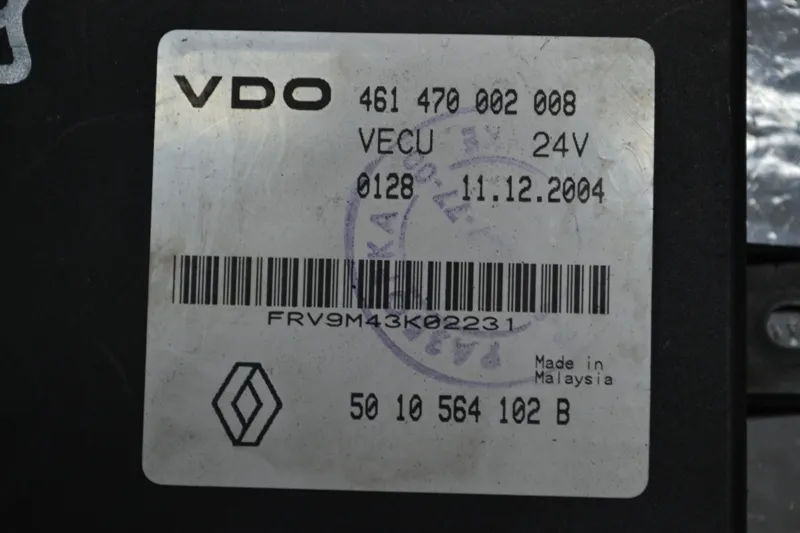 VDO 461 470 002 008
VECU 24V
0128 11.12.2004
FRV9M43K02231
Made in
Malaysia
50 10 564 102 B